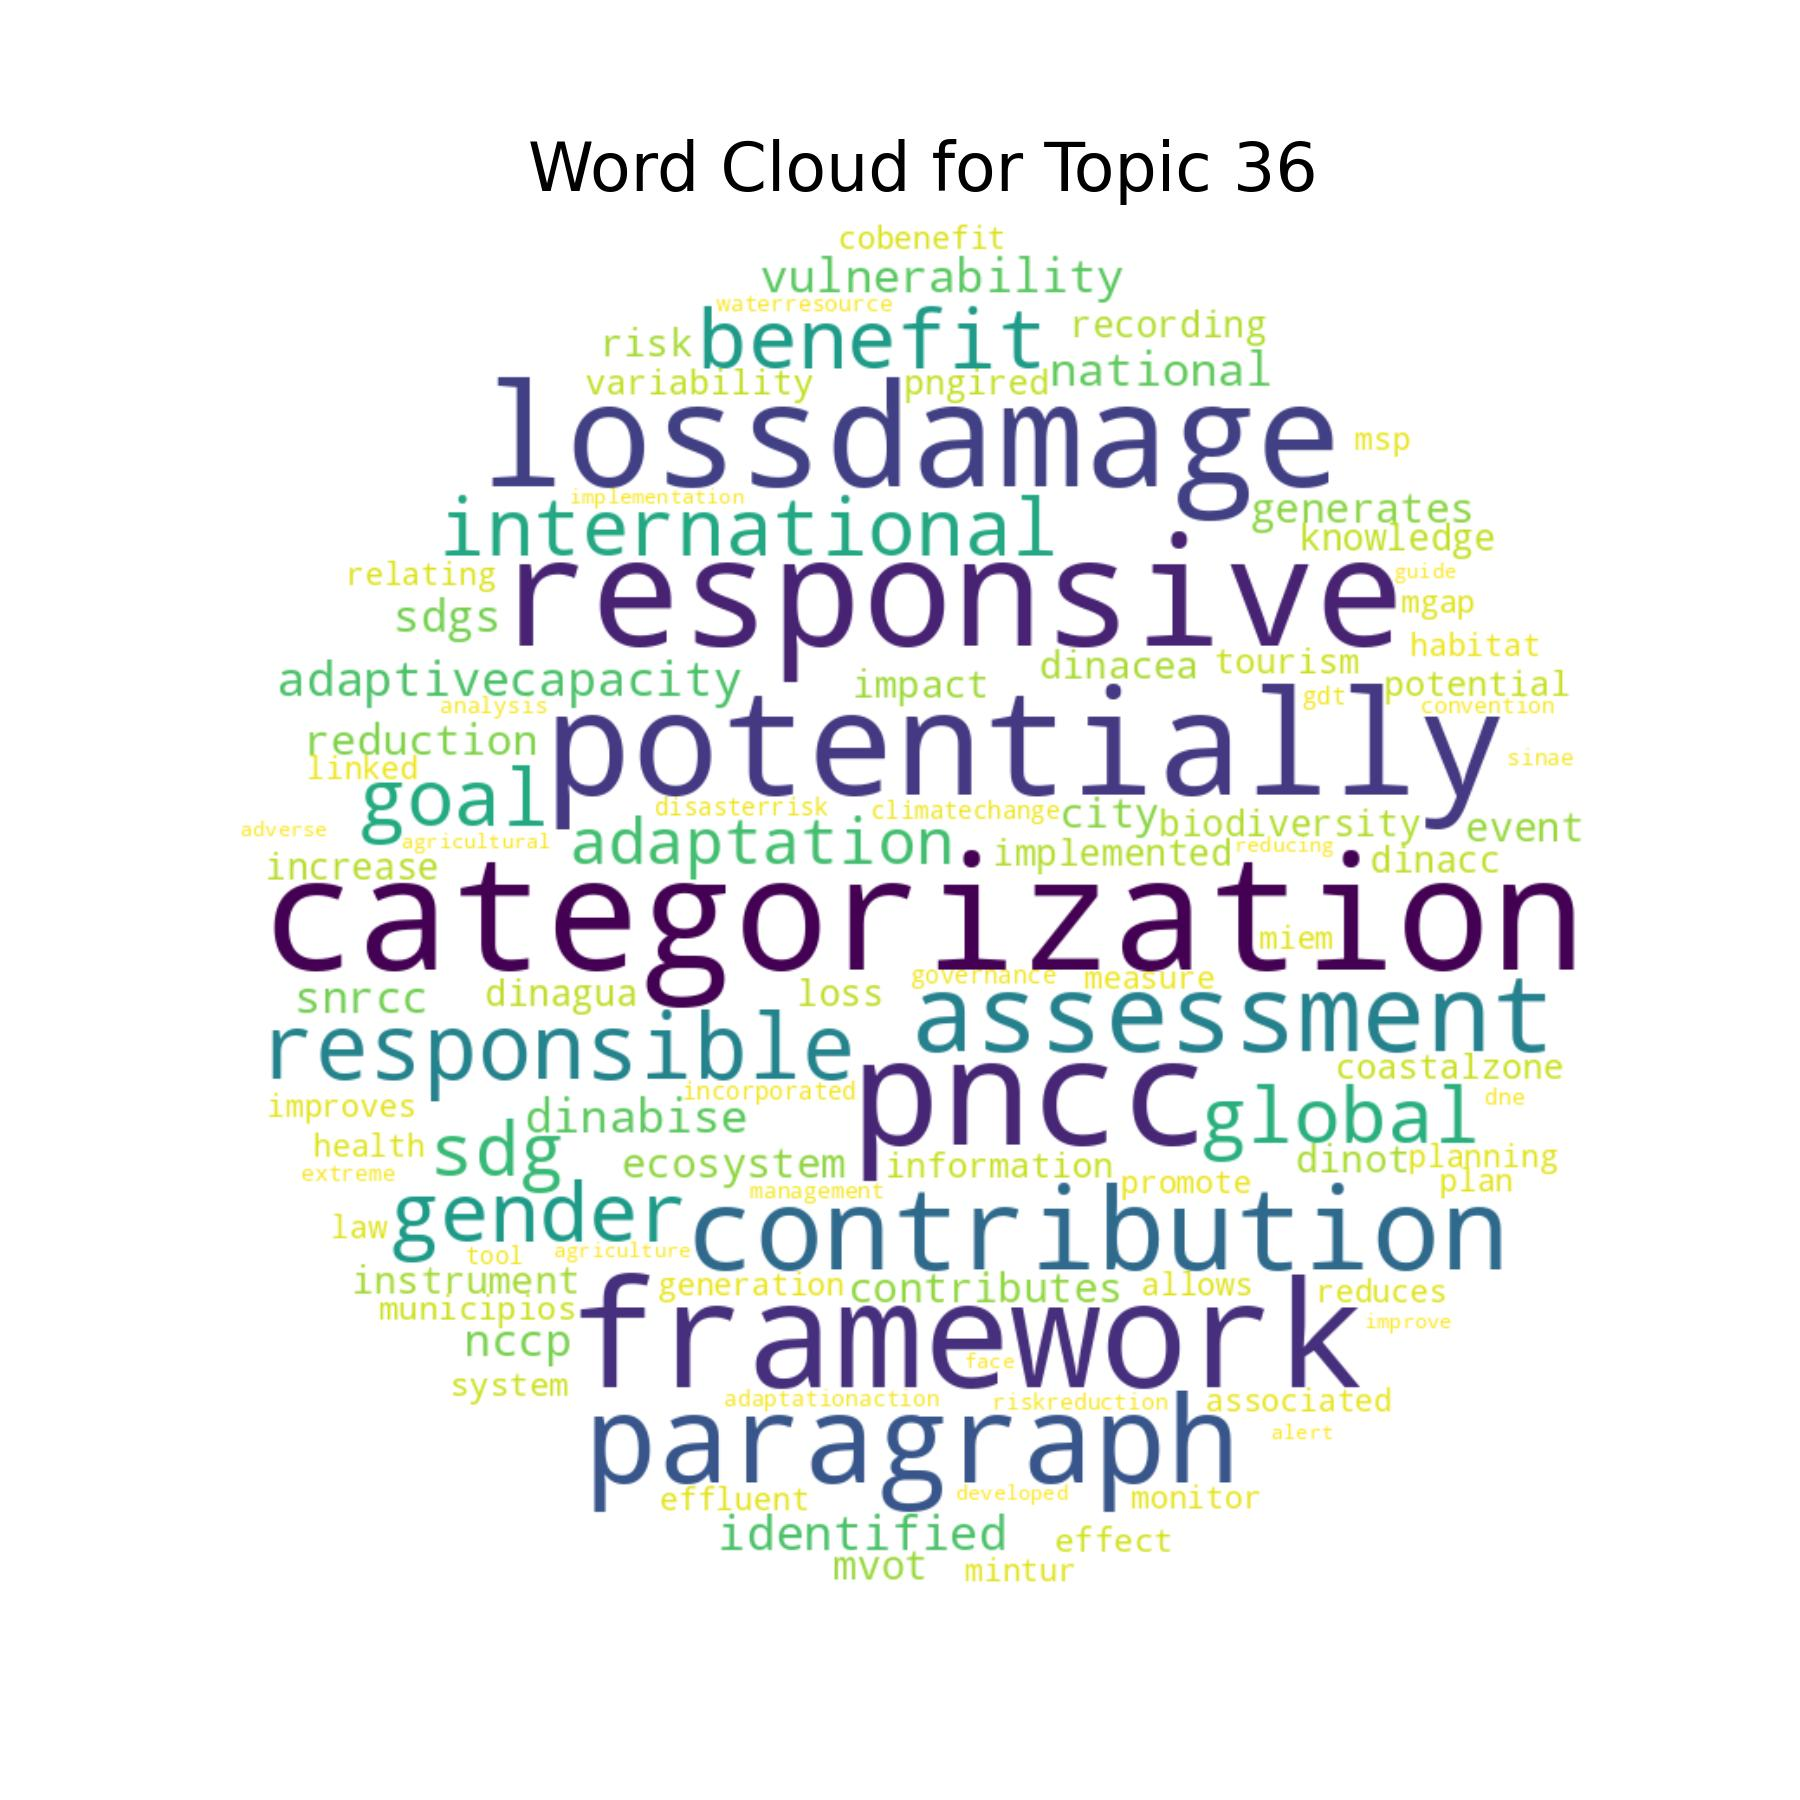 Word Cloud for Topic 36
cobenefit
vulnerability
waterresource
risk benefit recording
variability pngired national
lossdamage msp
implementation
international generates
knowledge
relating responsive guide
sdgs mgap
habitat
adaptivecapacity impact dinacea tourism potential
analysis gdt convention
reduction potentially
linked sinae
goal disasterrisk climatechange city biodiversity event
adverse agricultural adaptation implemented reducing dinacc
increase
categorization
miem
governance measure
snrcc dinagua loss assessment
responsible
coastalzone
incorporated pncc
improves dinabise global dne
health sdg
extreme ecosystem information dinot planning
management promote plan
law gender contribution
tool agriculture
instrument generation contributes allows reduces
municipios framework improve
nccp
face
system adaptationaction riskreduction associated
paragraph alert
effluent developed monitor
identified effect
mvot mintur